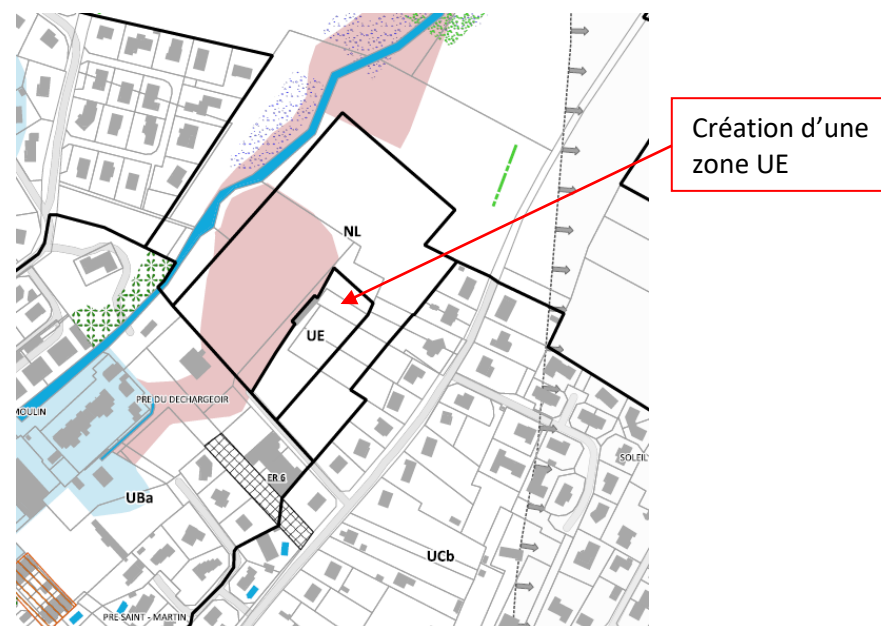 Création d’une
zone UE
NL
UE
PRE DU DECHARGEOIR
MOULIN
ER 6
SOLEIL
UBa
UCb
PRE SAINT - MARTIN